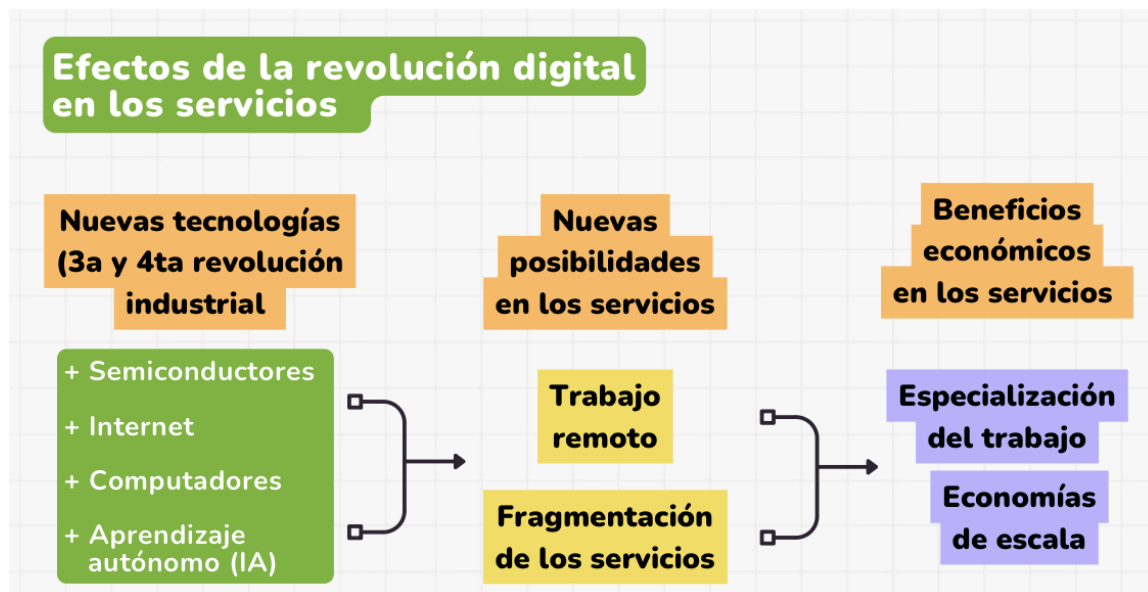 Efectos de la revolución digital
en los servicios
Nuevas tecnologías
(3a y 4ta revolución
industrial
+ Semiconductores
+ Internet
+ Computadores
+ Aprendizaje
autónomo (IA)
Nuevas
posibilidades
en los servicios
Trabajo
remoto
Fragmentación
de los servicios
Beneficios
económicos
en los servicios
Especialización
del trabajo
Economías
de escala